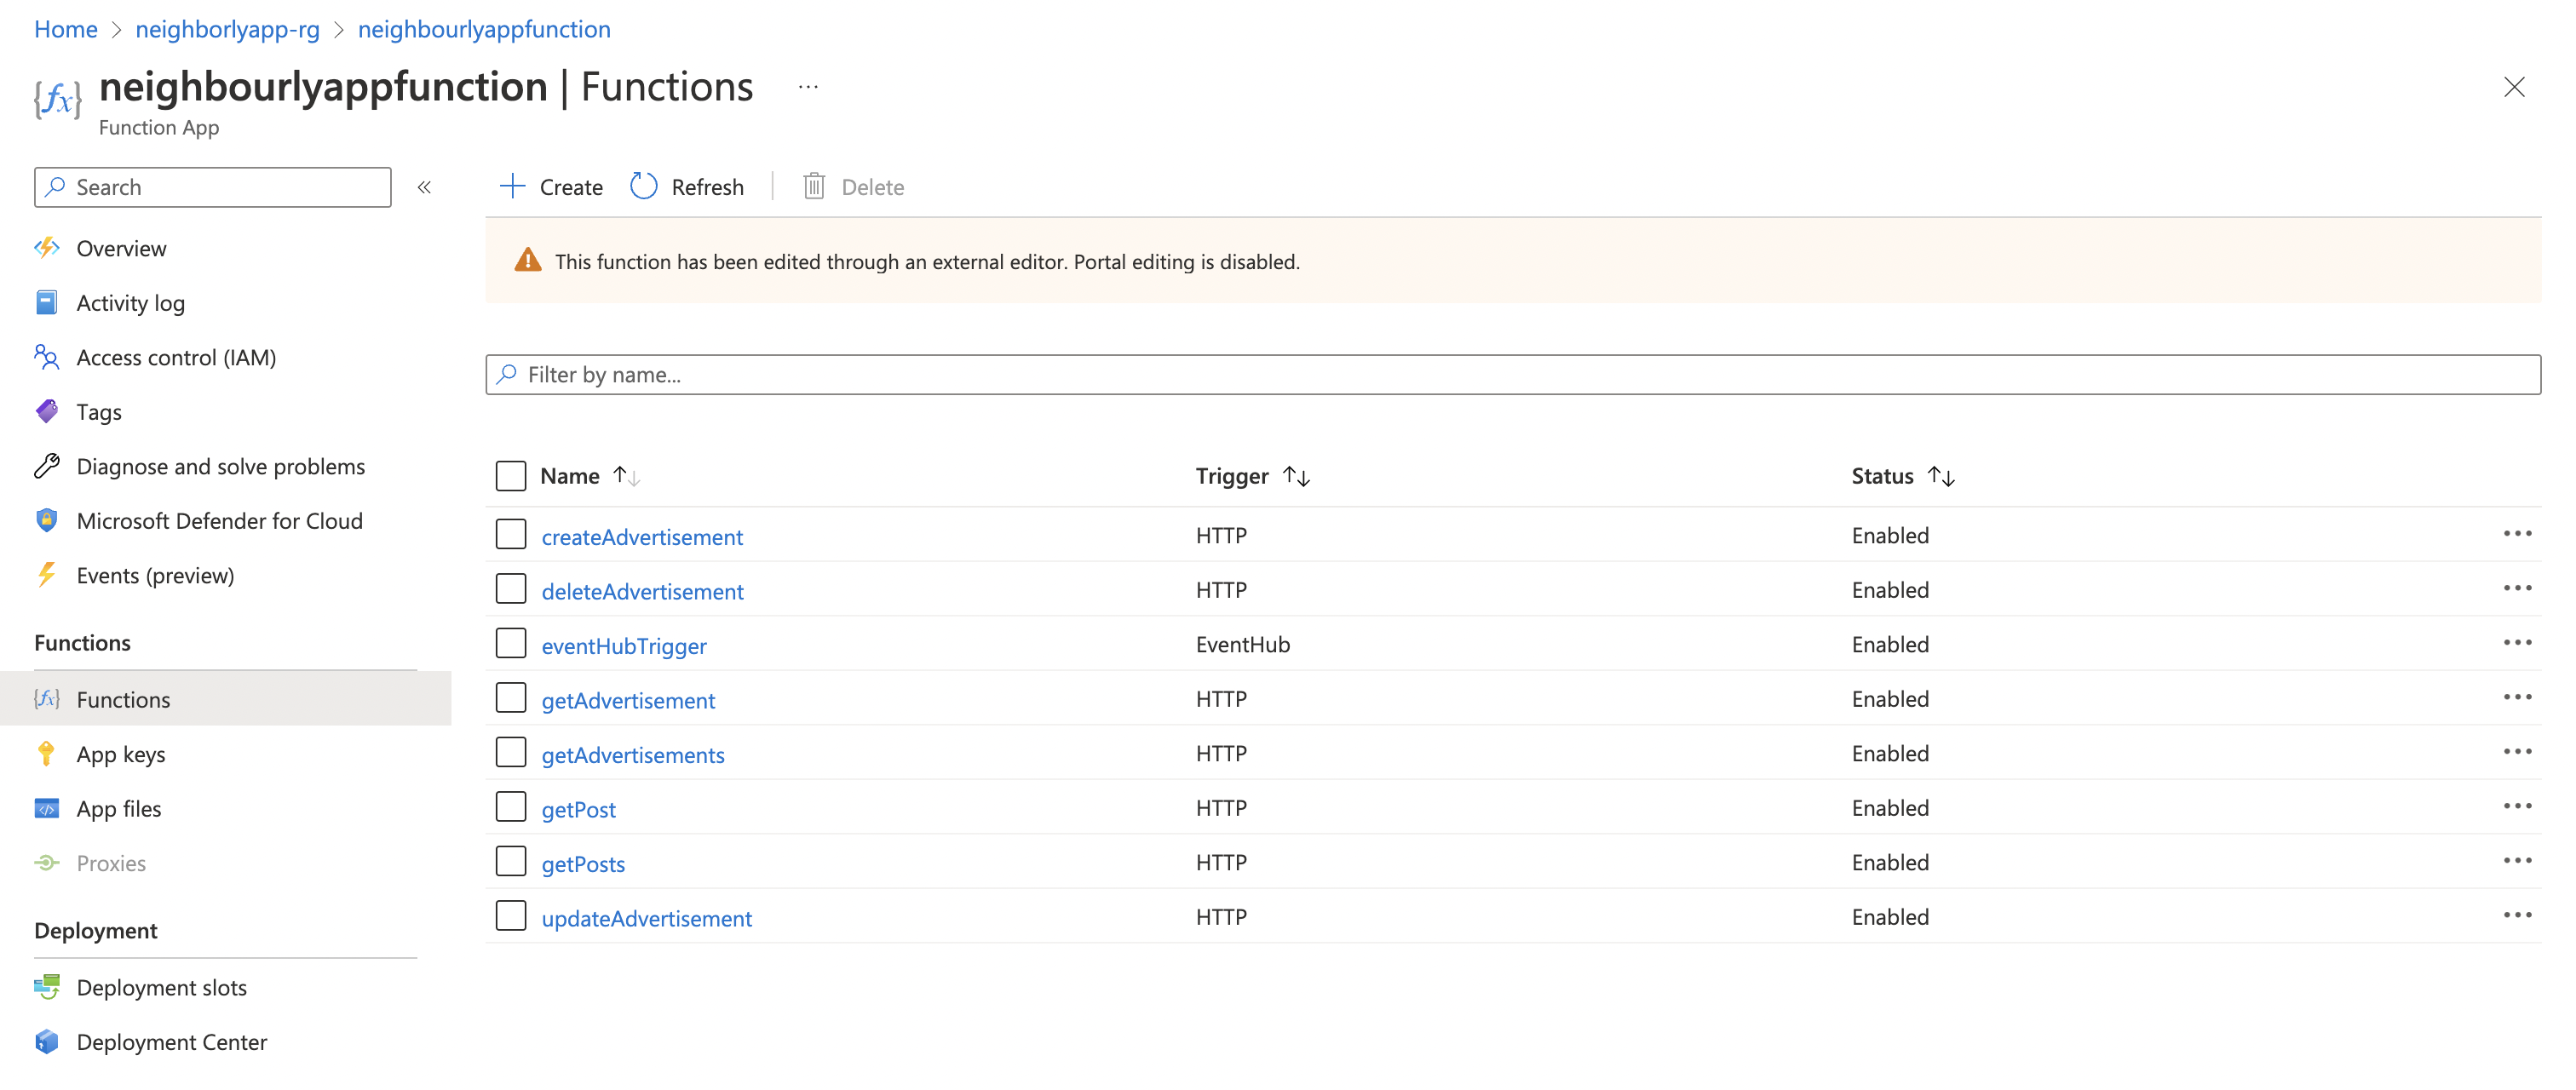 Home > neighborlyapp-rg > neighbourlyappfunction
neighbourlyappfunction | Functions ...
Function App
Search «
Overview
Activity log
Access control (IAM)
Tags
Diagnose and solve problems
Microsoft Defender for Cloud
Events (preview)
Functions
Functions
App keys
App files
Proxies
Deployment
Deployment slots
Deployment Center
Create Refresh Delete
This function has been edited through an external editor. Portal editing is disabled.
Filter by name...
Name Trigger Status
createAdvertisement HTTP Enabled
deleteAdvertisement HTTP Enabled
eventHubTrigger EventHub Enabled
getAdvertisement HTTP Enabled
getAdvertisements HTTP Enabled
getPost HTTP Enabled
getPosts HTTP Enabled
updateAdvertisement HTTP Enabled